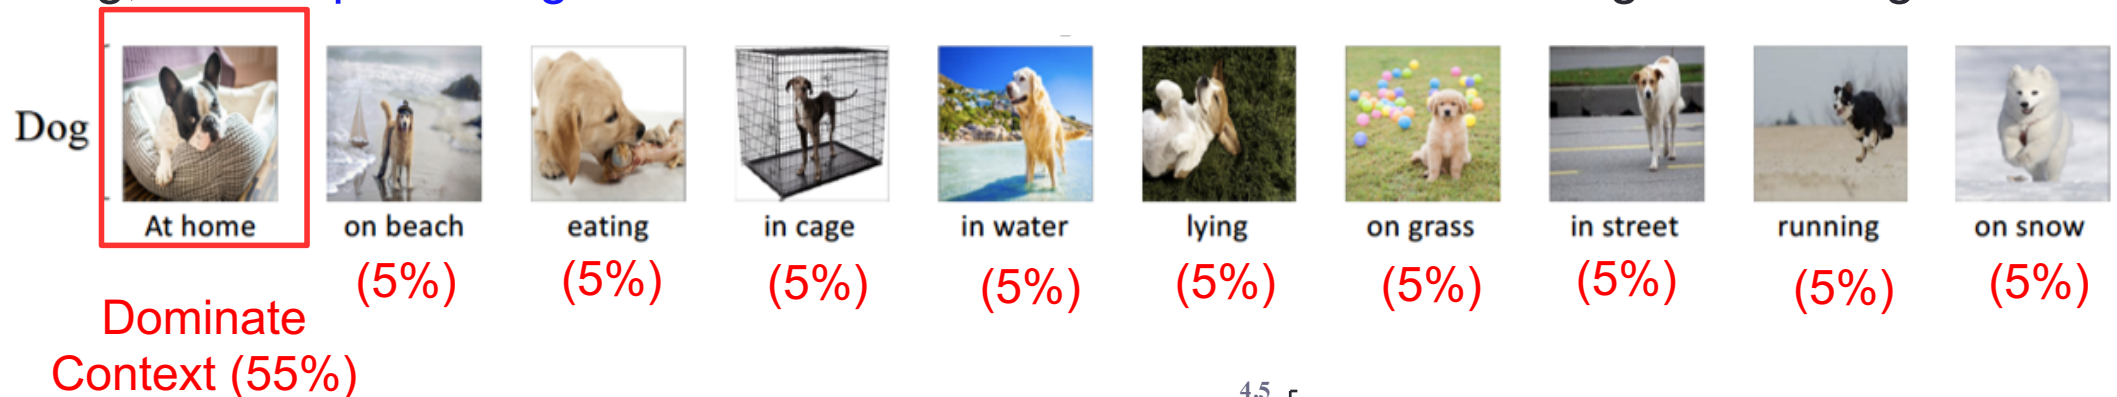 Dog
At home on beach eating in cage in water lying on grass in street running on snow
(5%) (5%) (5%) (5%) (5%) (5%) (5%) (5%) (5%)
Dominate
Context (55%)
4.5